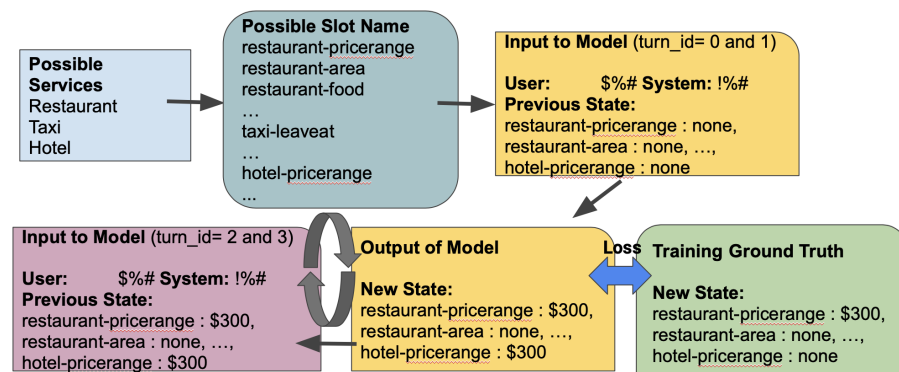 Possible
Services
Restaurant
Taxi
Hotel
Possible Slot Name
restaurant-pricerange
restaurant-area
restaurant-food
…
taxi-leaveat
…
hotel-pricerange
...
Input to Model (turn_id= 0 and 1)
User: $%# System: !%#
Previous State:
restaurant-pricerange : none,
restaurant-area : none, …,
hotel-pricerange : none
Input to Model (turn_id= 2 and 3)
User: $%# System: !%#
Previous State:
restaurant-pricerange : $300,
restaurant-area : none, …,
hotel-pricerange : $300
Output of Model
New State:
restaurant-pricerange : $300,
restaurant-area : none, …,
hotel-pricerange : $300
Loss
Training Ground Truth
New State:
restaurant-pricerange : $300,
restaurant-area : none, …,
hotel-pricerange : none